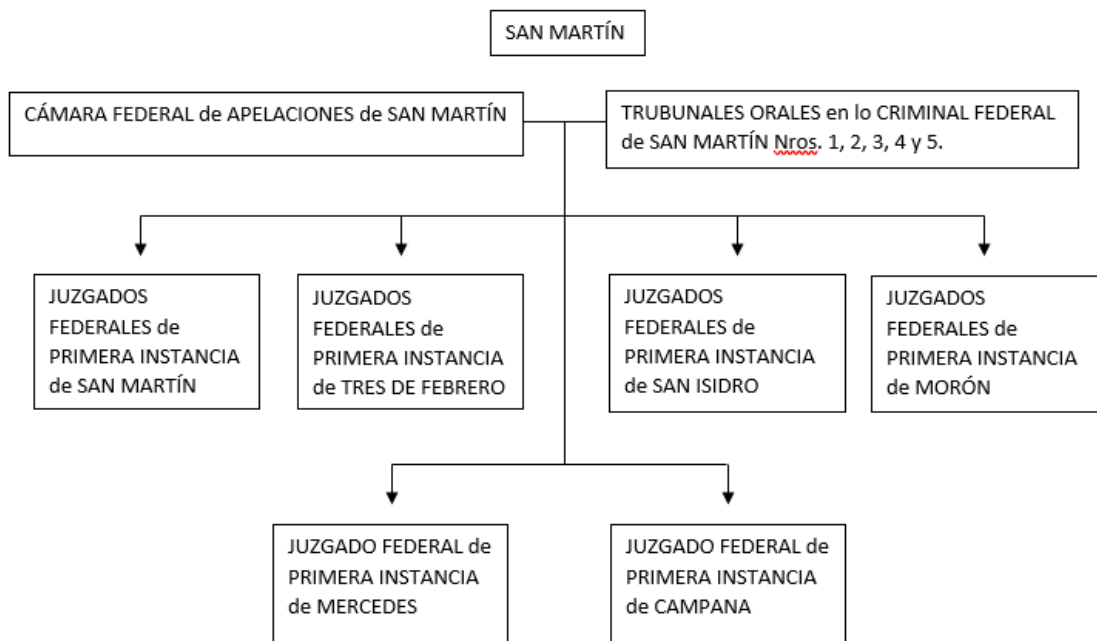 SAN MARTÍN
CÁMARA FEDERAL de APELACIONES de SAN MARTÍN
TRUBUNALES ORALES en lo CRIMINAL FEDERAL
de SAN MARTÍN Nros. 1, 2, 3, 4 y 5.
JUZGADOS
FEDERALES de
PRIMERA INSTANCIA
de SAN MARTÍN
JUZGADOS
FEDERALES de
PRIMERA INSTANCIA
de TRES DE FEBRERO
JUZGADOS
FEDERALES de
PRIMERA INSTANCIA
de SAN ISIDRO
JUZGADOS
FEDERALES de
PRIMERA INSTANCIA
de MORÓN
JUZGADO FEDERAL de
PRIMERA INSTANCIA
de MERCEDES
JUZGADO FEDERAL de
PRIMERA INSTANCIA
de CAMPANA